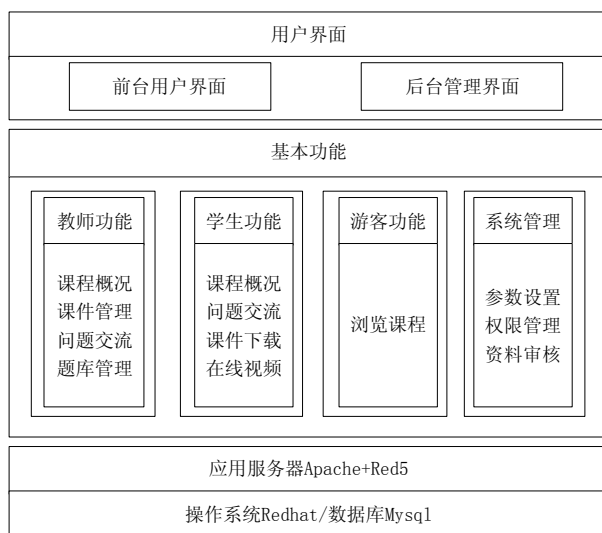 用户界面
前台用户界面
后台管理界面
基本功能
教师功能
课程概况
课件管理
问题交流
题库管理
学生功能
课程概况
问题交流
课件下载
在线视频
游客功能
浏览课程
系统管理
参数设置
权限管理
资料审核
应用服务器Apache+Red5
操作系统Redhat/数据库Mysql